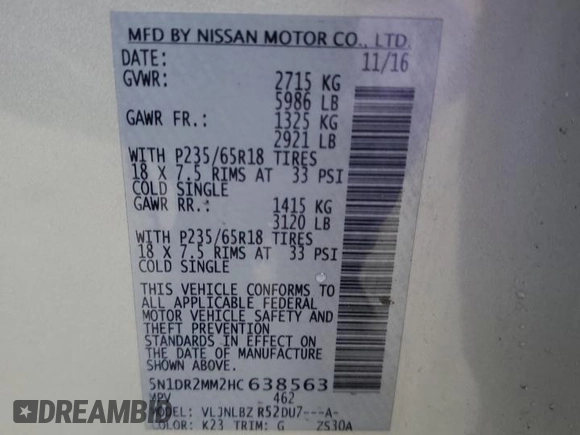 MFD BY NISSAN MOTOR CO., LTD.
DATE: 11/16
GVWR: 2715 KG
5986 LB
GAWR FR.: 1325 KG
2921 LB
WITH P235/65R18 TIRES
18 X 7.5 RIMS AT 33 PSI
COLD SINGLE
GAWR RR.: 1415 KG
3120 LB
WITH P235/65R18 TIRES
18 X 7.5 RIMS AT 33 PSI
COLD SINGLE
THIS VEHICLE CONFORMS TO
ALL APPLICABLE FEDERAL
MOTOR VEHICLE SAFETY AND
THEFT PREVENTION
STANDARDS IN EFFECT ON
THE DATE OF MANUFACTURE
SHOWN ABOVE.
5N1DR2MM2HC638563
MPV 462
MODEL: VLJNLBZ R52DU7---A-
COLOR: K23 TRIM: G ZS30A
BIDCARS